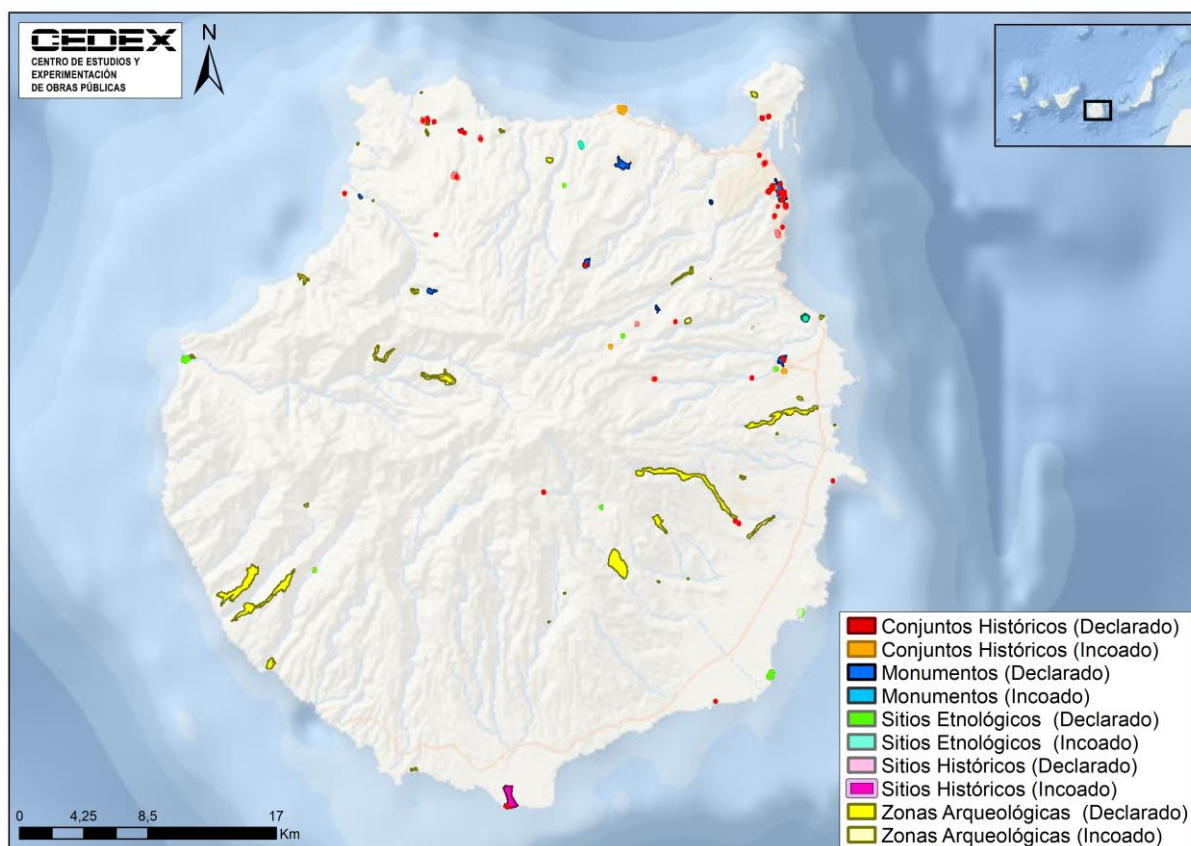 CEDEX
CENTRO DE ESTUDIOS Y
EXPERIMENTACIÓN
DE OBRAS PÚBLICAS
N
Conjuntos Históricos (Declarado)
Conjuntos Históricos (Incoado)
Monumentos (Declarado)
Monumentos (Incoado)
Sitios Etnológicos (Declarado)
Sitios Etnológicos (Incoado)
Sitios Históricos (Declarado)
Sitios Históricos (Incoado)
Zonas Arqueológicas (Declarado)
Zonas Arqueológicas (Incoado)
0 4,25 8,5 17
Km